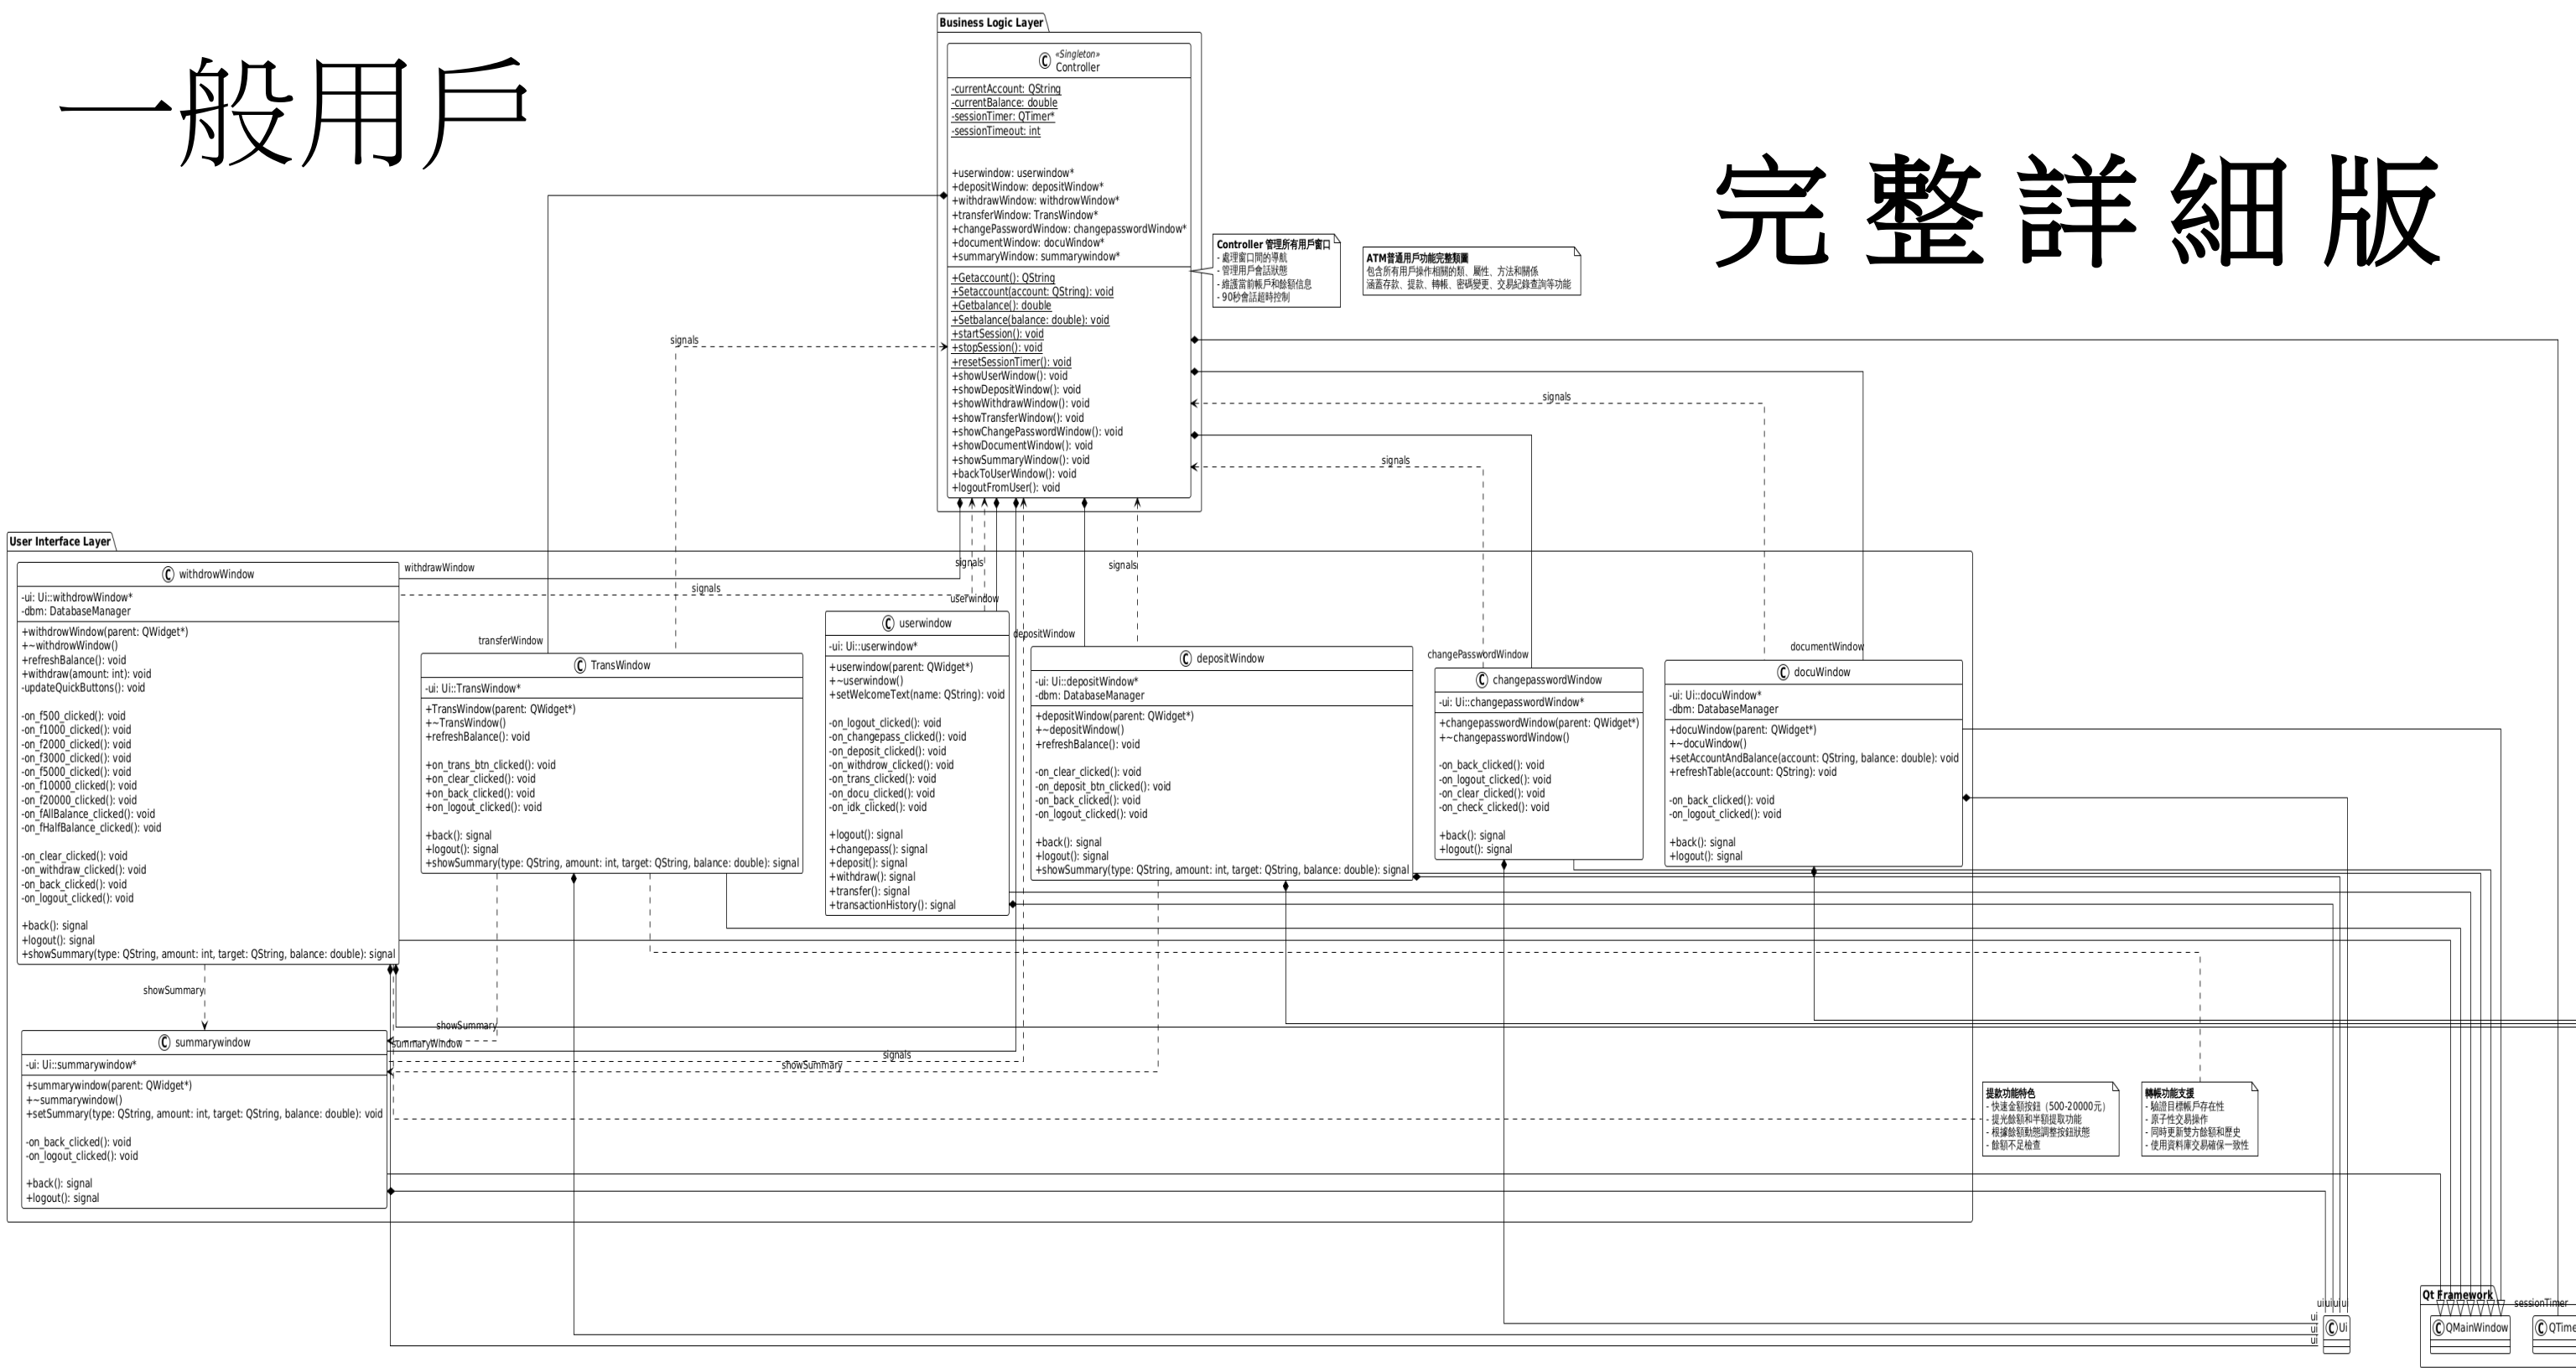 一般用戶
完整詳細版
Business Logic Layer
«Singleton»
Controller
-currentAccount: QString
-currentBalance: double
-sessionTimer: QTimer*
-sessionTimeout: int
+userwindow: userwindow*
+depositWindow: depositWindow*
+withdrawWindow: withdrowWindow*
+transferWindow: TransWindow*
+changePasswordWindow: changepasswordWindow*
+documentWindow: docuWindow*
+summaryWindow: summarywindow*
+Getaccount(): QString
+Setaccount(account: QString): void
+Getbalance(): double
+Setbalance(balance: double): void
+startSession(): void
+stopSession(): void
+resetSessionTimer(): void
+showUserWindow(): void
+showDepositWindow(): void
+showWithdrawWindow(): void
+showTransferWindow(): void
+showChangePasswordWindow(): void
+showDocumentWindow(): void
+showSummaryWindow(): void
+backToUserWindow(): void
+logoutFromUser(): void
Controller 管理所有用戶窗口
- 處理窗口間的導航
- 管理用戶會話狀態
- 維護當前帳戶和餘額信息
- 90秒會話超時控制
ATM普通用戶功能完整類圖
包含所有用戶操作相關的類、屬性、方法和關係
涵蓋存款、提款、轉帳、密碼變更、交易紀錄查詢等功能
signals
signals
signals
User Interface Layer
withdrawWindow
signals
signals
signals
userwindow
transferWindow
depositWindow
changePasswordWindow
documentWindow
withdrowWindow
-ui: Ui::withdrowWindow*
-dbm: DatabaseManager
+withdrowWindow(parent: QWidget*)
+~withdrowWindow()
+refreshBalance(): void
+withdraw(amount: int): void
-updateQuickButtons(): void
-on_f500_clicked(): void
-on_f1000_clicked(): void
-on_f2000_clicked(): void
-on_f3000_clicked(): void
-on_f5000_clicked(): void
-on_f10000_clicked(): void
-on_f20000_clicked(): void
-on_fAllBalance_clicked(): void
-on_fHalfBalance_clicked(): void
-on_clear_clicked(): void
-on_withdraw_clicked(): void
-on_back_clicked(): void
-on_logout_clicked(): void
+back(): signal
+logout(): signal
+showSummary(type: QString, amount: int, target: QString, balance: double): signal
TransWindow
-ui: Ui::TransWindow*
+TransWindow(parent: QWidget*)
+~TransWindow()
+refreshBalance(): void
+on_trans_btn_clicked(): void
+on_clear_clicked(): void
+on_back_clicked(): void
+on_logout_clicked(): void
+back(): signal
+logout(): signal
+showSummary(type: QString, amount: int, target: QString, balance: double): signal
userwindow
-ui: Ui::userwindow*
+userwindow(parent: QWidget*)
+~userwindow()
+setWelcomeText(name: QString): void
-on_logout_clicked(): void
-on_changepass_clicked(): void
-on_deposit_clicked(): void
-on_withdrow_clicked(): void
-on_trans_clicked(): void
-on_docu_clicked(): void
-on_idk_clicked(): void
+logout(): signal
+changepass(): signal
+deposit(): signal
+withdraw(): signal
+transfer(): signal
+transactionHistory(): signal
depositWindow
-ui: Ui::depositWindow*
-dbm: DatabaseManager
+depositWindow(parent: QWidget*)
+~depositWindow()
+refreshBalance(): void
-on_clear_clicked(): void
-on_deposit_btn_clicked(): void
-on_back_clicked(): void
-on_logout_clicked(): void
+back(): signal
+logout(): signal
+showSummary(type: QString, amount: int, target: QString, balance: double): signal
changepasswordWindow
-ui: Ui::changepasswordWindow*
+changepasswordWindow(parent: QWidget*)
+~changepasswordWindow()
-on_back_clicked(): void
-on_logout_clicked(): void
-on_clear_clicked(): void
-on_check_clicked(): void
+back(): signal
+logout(): signal
docuWindow
-ui: Ui::docuWindow*
-dbm: DatabaseManager
+docuWindow(parent: QWidget*)
+~docuWindow()
+setAccountAndBalance(account: QString, balance: double): void
+refreshTable(account: QString): void
-on_back_clicked(): void
-on_logout_clicked(): void
+back(): signal
+logout(): signal
showSummary
showSummary
summaryWindow
signals
showSummary
summarywindow
-ui: Ui::summarywindow*
+summarywindow(parent: QWidget*)
+~summarywindow()
+setSummary(type: QString, amount: int, target: QString, balance: double): void
-on_back_clicked(): void
-on_logout_clicked(): void
+back(): signal
+logout(): signal
提款功能特色
- 快速金額按鈕（500-20000元）
- 提光餘額和半額提取功能
- 根據餘額動態調整按鈕狀態
- 餘額不足檢查
轉帳功能支援
- 驗證目標帳戶存在性
- 原子性交易操作
- 同時更新雙方餘額和歷史
- 使用資料庫交易確保一致性
ui ui ui ui
ui
ui
ui
Ui
Qt Framework
QMainWindow
sessionTimer
QTime